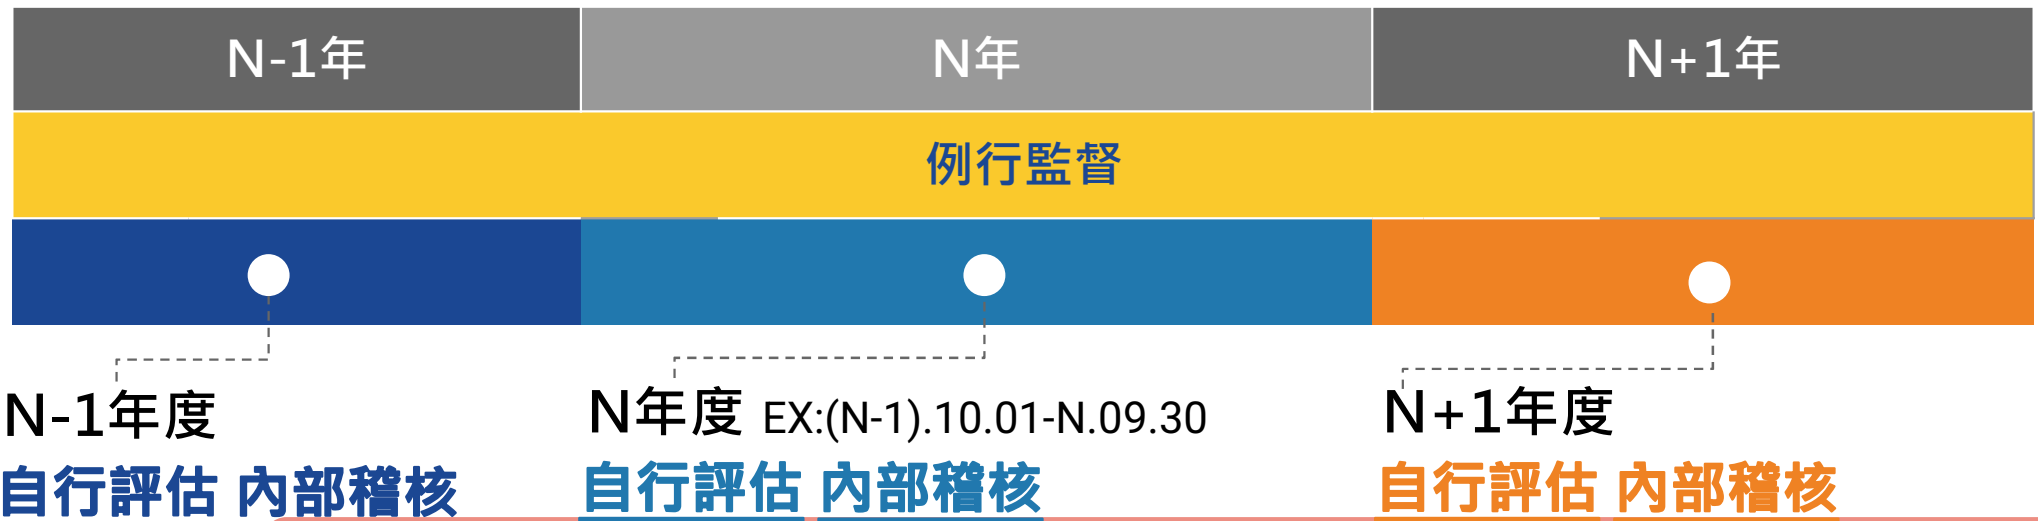 N-1年 N年 N+1年
例行監督
N-1年度
自行評估 內部稽核
N年度 EX:(N-1).10.01-N.09.30
自行評估 內部稽核
N+1年度
自行評估 內部稽核